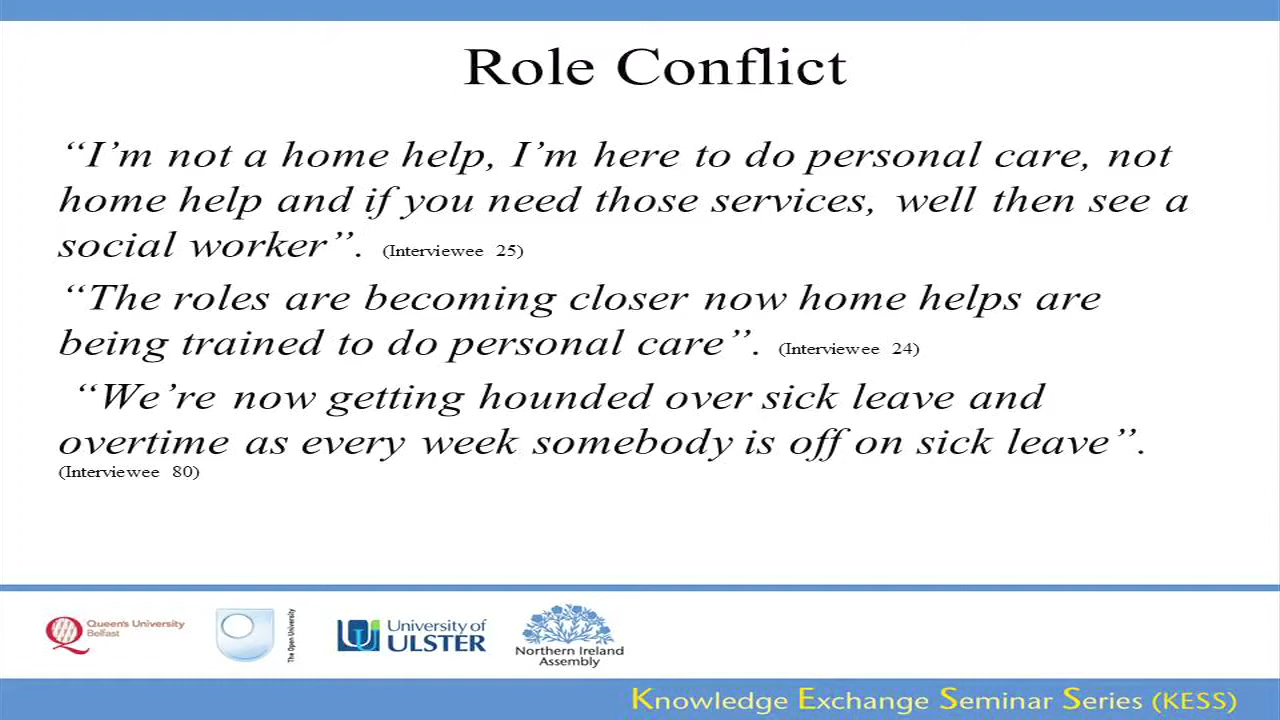 Role Conflict
“I’m not a home help, I’m here to do personal care, not
home help and if you need those services, well then see a
social worker”. (Interviewee 25)
“The roles are becoming closer now home helps are
being trained to do personal care”. (Interviewee 24)
“We’re now getting hounded over sick leave and
overtime as every week somebody is off on sick leave”.
(Interviewee 80)
Queen's University
Belfast
The Open University
University of
ULSTER
Northern Ireland
Assembly
Knowledge Exchange Seminar Series (KESS)